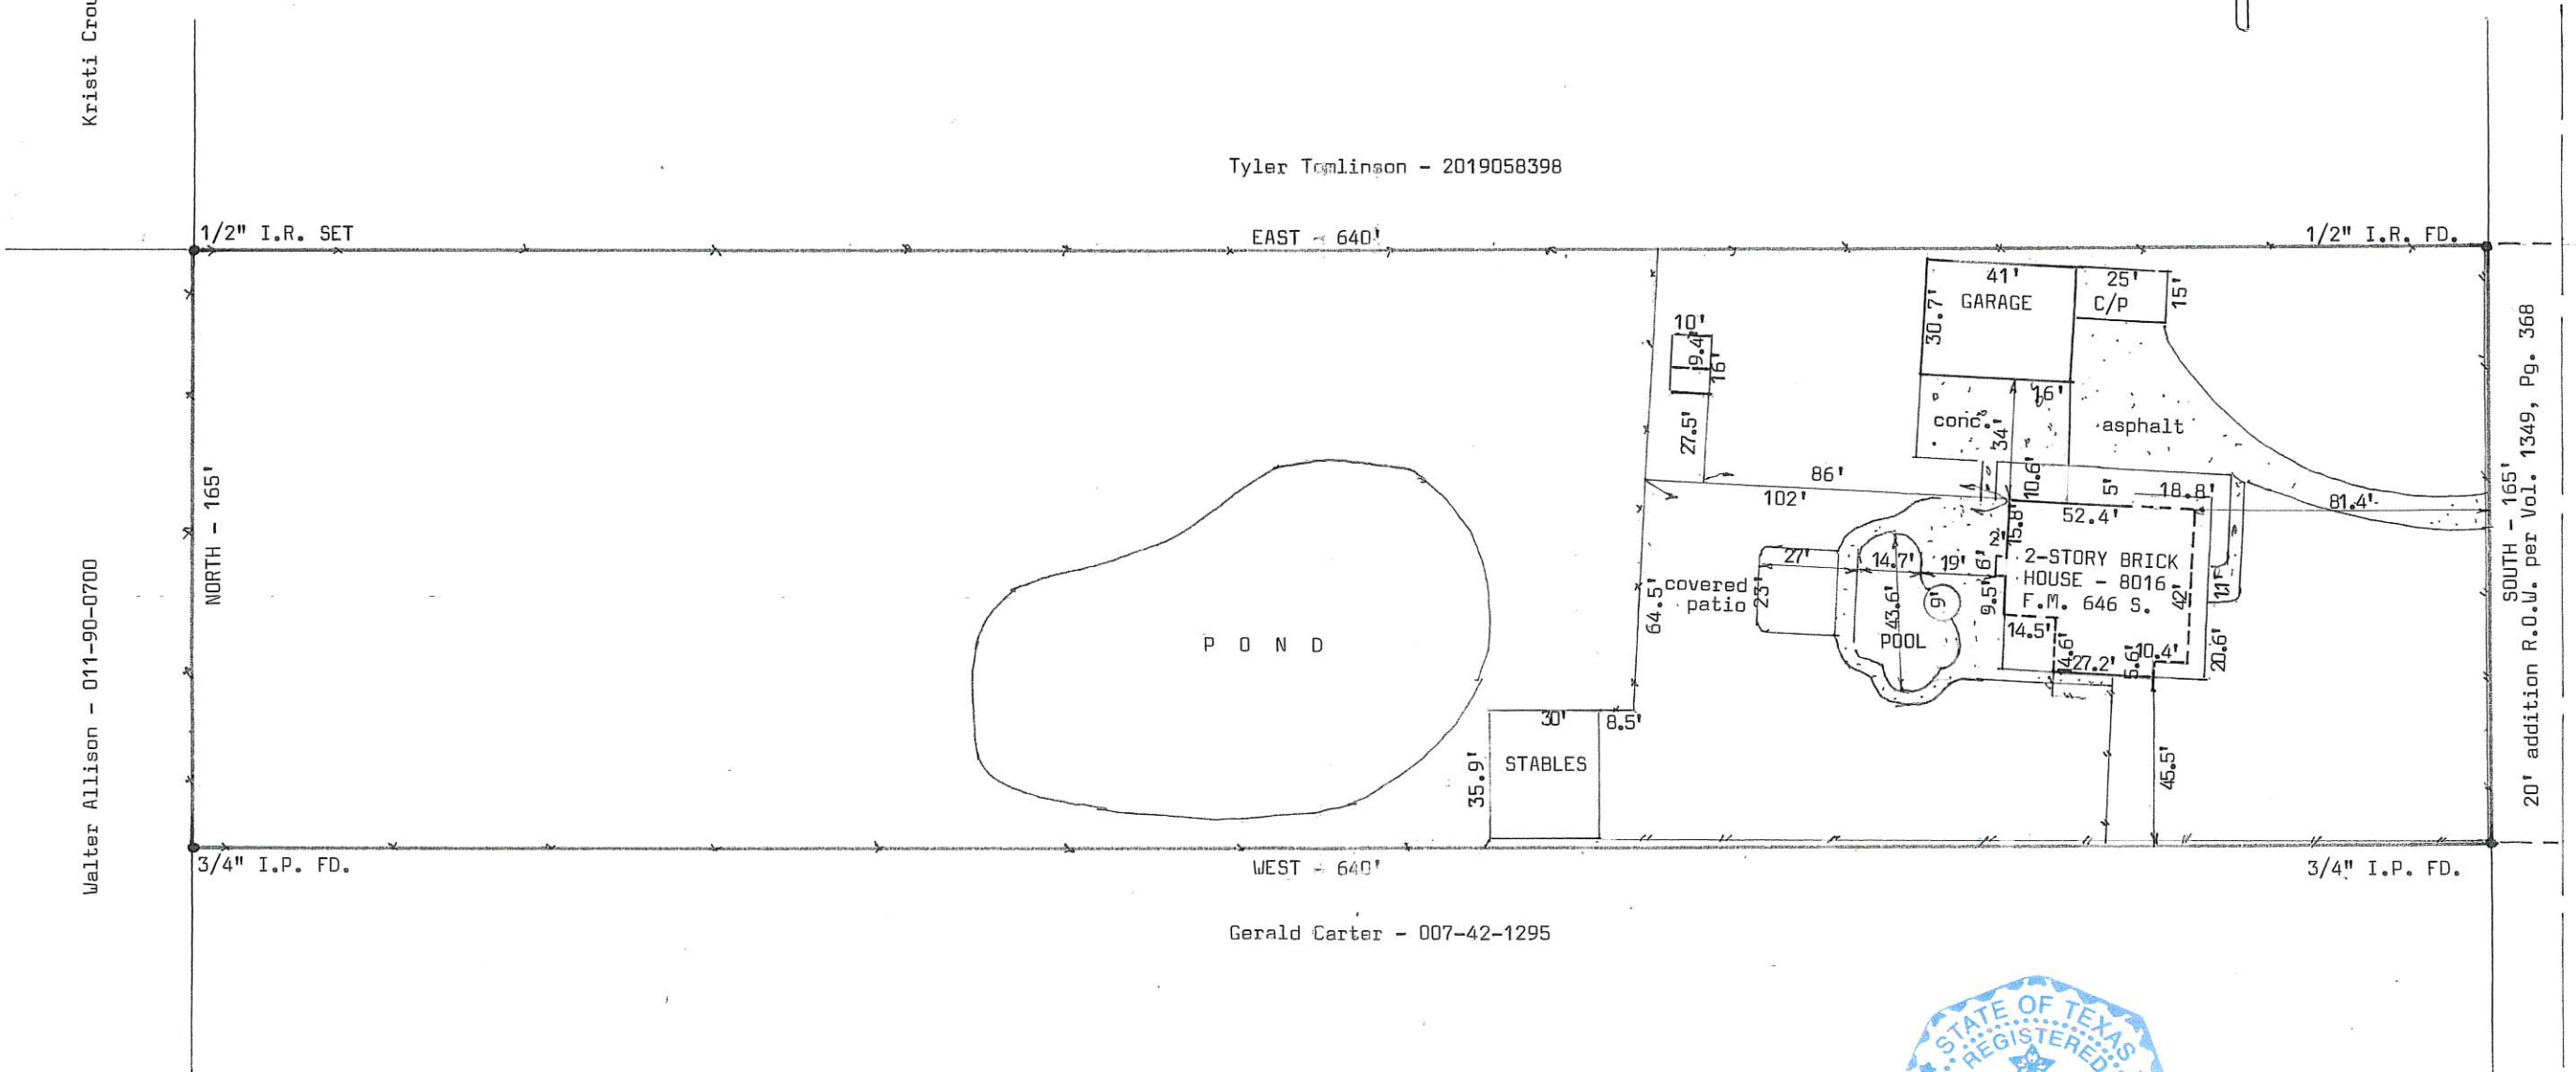 Kristi Crou
Tyler Tomlinson - 2019058398
1/2" I.R. SET
EAST - 640'
1/2" I.R. FD.
NORTH - 165'
Walter Allison - 011-90-0700
P O N D
10'
9.4'
16'
27.5'
41'
GARAGE
30.7'
25'
C/P
15'
16'
conc.
34'
asphalt
86'
102'
10.6'
5'
18.8'
81.4'
52.4'
15.8'
2'
6'
9.5'
2-STORY BRICK
HOUSE - 8016
F.M. 646 S.
42'
11'
27'
14.7'
19'
covered
patio
23'
43.6'
9'
POOL
64.5'
14.5'
14.6'
27.2'
5.6'
10.4'
20.6'
30'
8.5'
STABLES
35.9'
45.5'
SOUTH - 165'
20' addition R.O.W. per Vol. 1349, Pg. 368
3/4" I.P. FD.
WEST - 640'
3/4" I.P. FD.
Gerald Carter - 007-42-1295
STATE OF TEXAS
REGISTERED